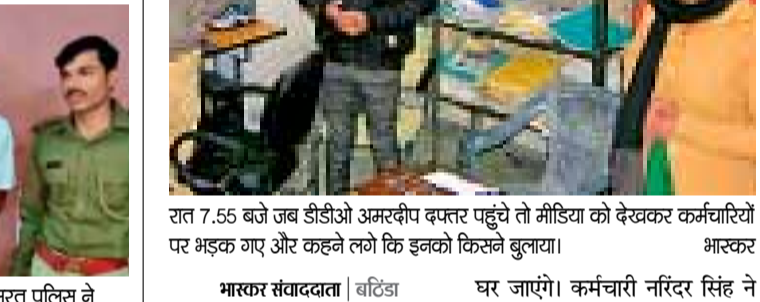 रात 7.55 बजे जब डीडीओ अमरदीप दफ्तर पहुंचे तो मीडिया को देखकर कर्मचारियों
पर भड़क गए और कहने लगे कि इनको किसने बुलाया। भास्कर
भास्कर संवाददाता | बठिंडा
घर जाएंगे। कर्मचारी नरिंदर सिंह ने
पुलिस ने